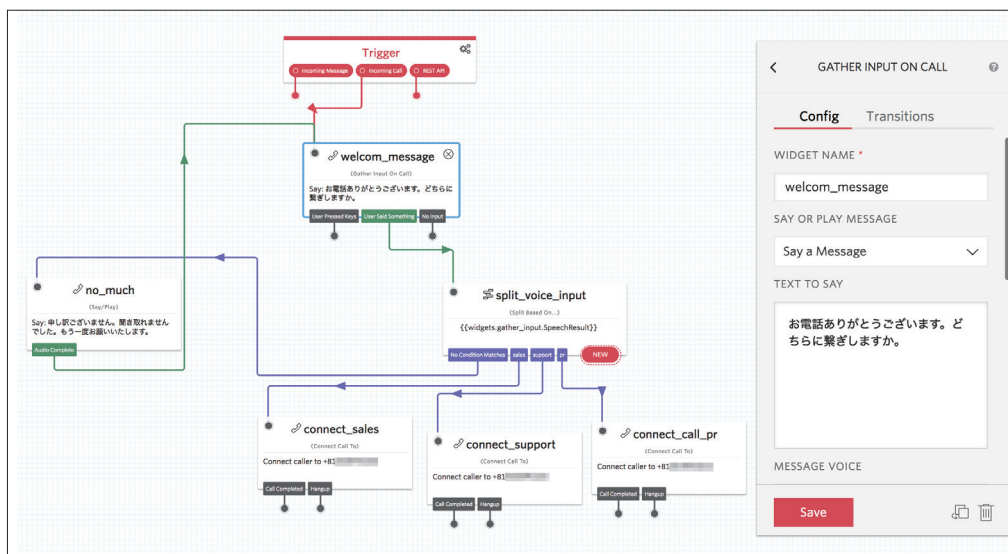 Trigger
Incoming Message
Incoming Call
REST API
welcom_message
(Gather Input On Call)
Say: お電話ありがとうございます。どちらに
繋ぎしますか。
User Pressed Keys
User Said Something
No Input
no_much
(Say/Play)
Say: 申し訳ございません。聞き取れません
でした。もう一度お願いいたします。
Audio Complete
split_voice_input
(Split Based On...)
{{widgets.gather_input.SpeechResult}}
No Condition Matches
sales
support
pr
NEW
connect_sales
(Connect Call To)
Connect caller to +81
Call Completed
Hangup
connect_support
(Connect Call To)
Connect caller to +81
Call Completed
Hangup
connect_call_pr
(Connect Call To)
Connect caller to +81
Call Completed
Hangup
GATHER INPUT ON CALL
?
Config
Transitions
WIDGET NAME *
welcom_message
SAY OR PLAY MESSAGE
Say a Message
TEXT TO SAY
お電話ありがとうございます。ど
ちらに繋ぎしますか。
MESSAGE VOICE
Save